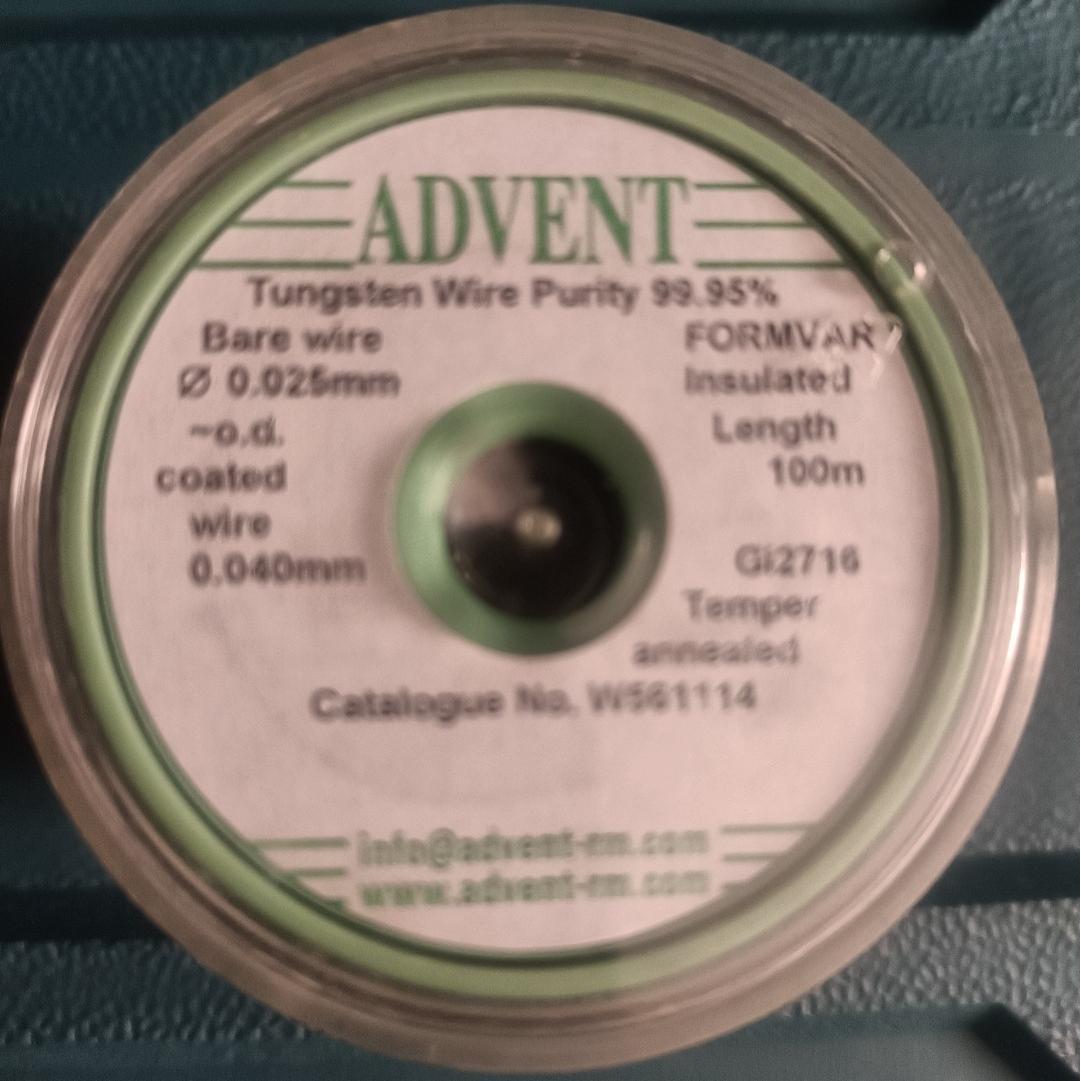 ADVENT
Tungsten Wire Purity 99.95%
Bare wire
Ø 0.025mm
~o.d.
coated
wire
0.040mm
FORMVAR
Insulated
Length
100m
Gi2716
Temper
annealed
Catalogue No. W561114
info@advent-rm.com
www.advent-rm.com